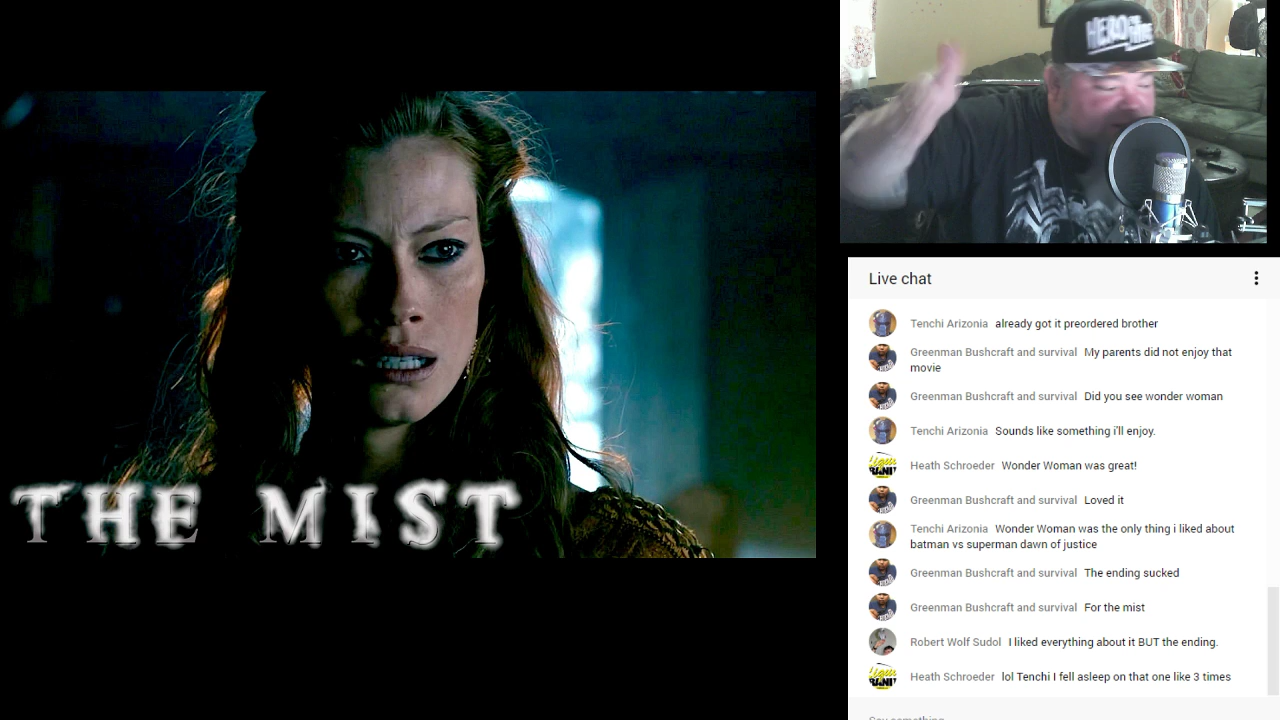 THE MIST
Live chat
Tenchi Arizonia already got it preordered brother
Greenman Bushcraft and survival My parents did not enjoy that
movie
Greenman Bushcraft and survival Did you see wonder woman
Tenchi Arizonia Sounds like something i'll enjoy.
Heath Schroeder Wonder Woman was great!
Greenman Bushcraft and survival Loved it
Tenchi Arizonia Wonder Woman was the only thing i liked about
batman vs superman dawn of justice
Greenman Bushcraft and survival The ending sucked
Greenman Bushcraft and survival For the mist
Robert Wolf Sudol I liked everything about it BUT the ending.
Heath Schroeder lol Tenchi I fell asleep on that one like 3 times